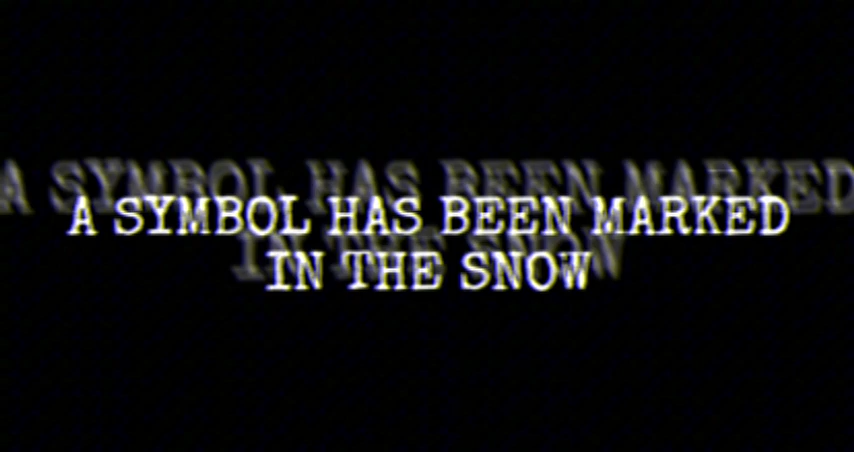 A SYMBOL HAS BEEN MARKED
IN THE SNOW